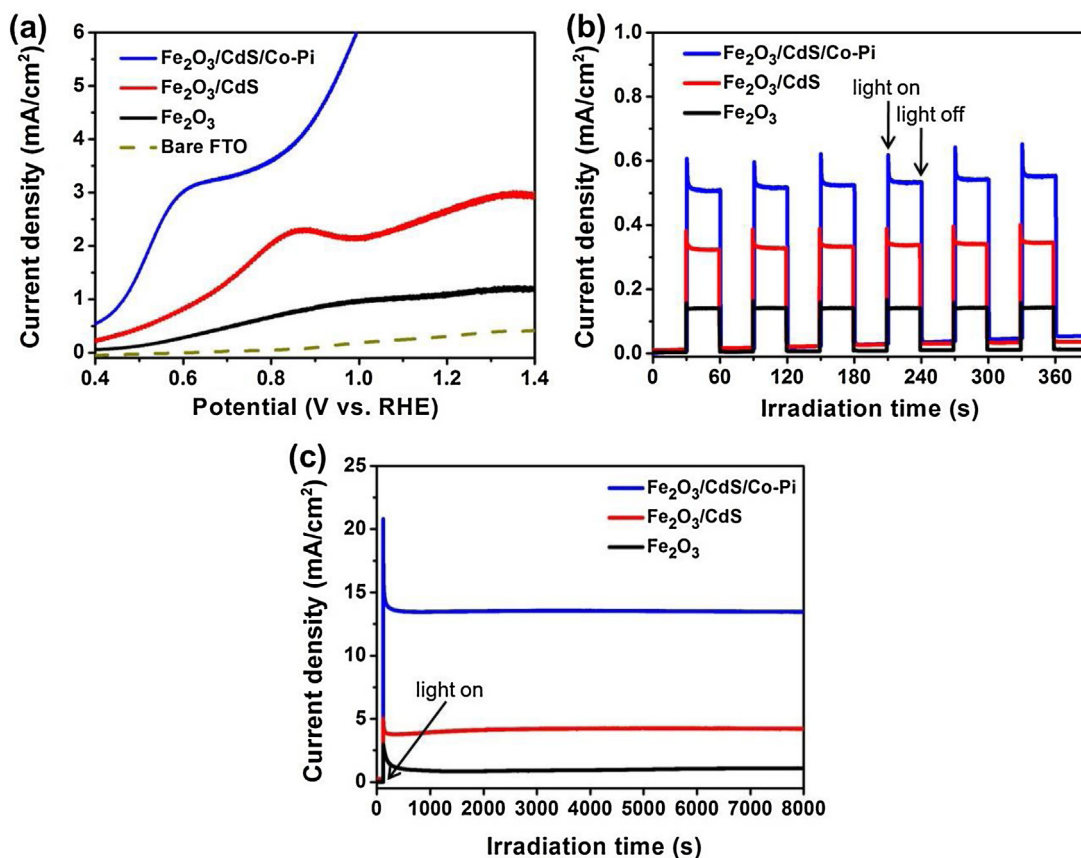 (a)
Fe2O3/CdS/Co-Pi
Fe2O3/CdS
Fe2O3
Bare FTO
Current density (mA/cm2)
6
5
4
3
2
1
0
0.4 0.6 0.8 1.0 1.2 1.4
Potential (V vs. RHE)
(b)
Fe2O3/CdS/Co-Pi
Fe2O3/CdS
Fe2O3
light on
light off
Current density (mA/cm2)
1.0
0.8
0.6
0.4
0.2
0.0
0 60 120 180 240 300 360
Irradiation time (s)
(c)
Fe2O3/CdS/Co-Pi
Fe2O3/CdS
Fe2O3
light on
Current density (mA/cm2)
25
20
15
10
5
0
0 1000 2000 3000 4000 5000 6000 7000 8000
Irradiation time (s)